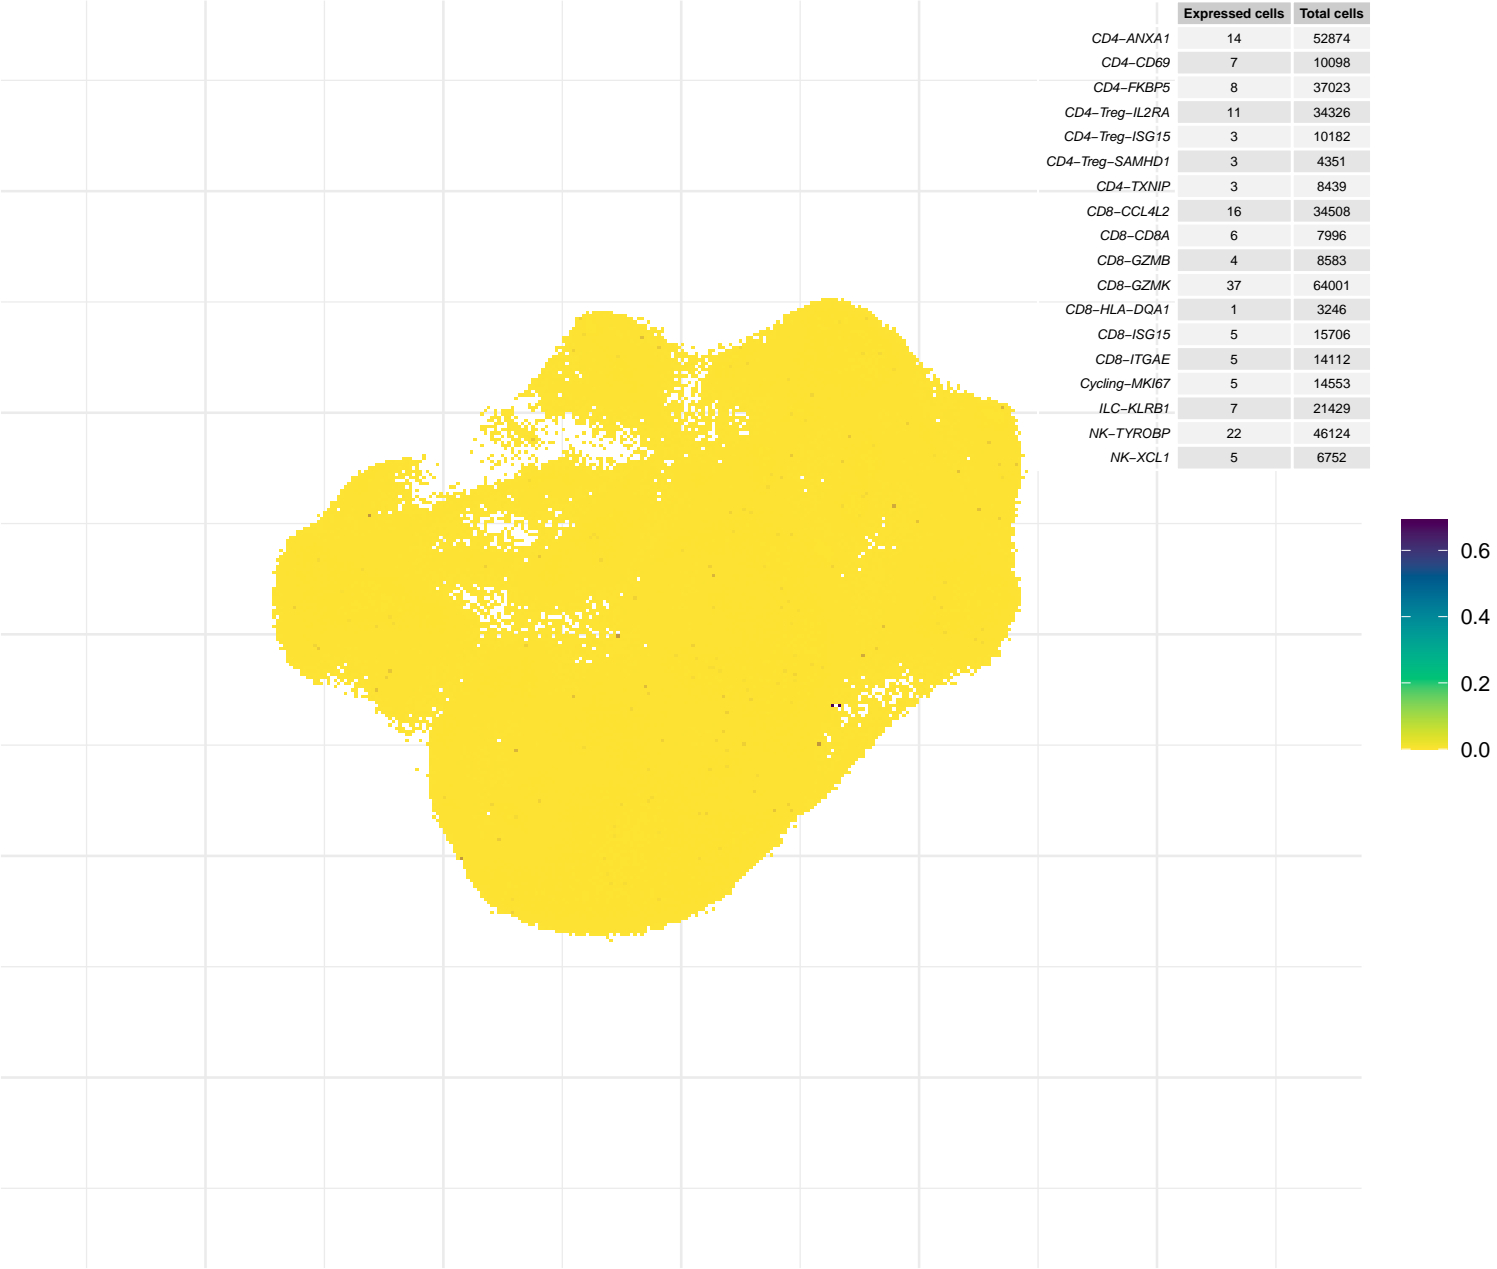 Expressed cells Total cells
CD4−ANXA1 14 52874
CD4−CD69 7 10098
CD4−FKBP5 8 37023
CD4−Treg−IL2RA 11 34326
CD4−Treg−ISG15 3 10182
CD4−Treg−SAMHD1 3 4351
CD4−TXNIP 3 8439
CD8−CCL4L2 16 34508
CD8−CD8A 6 7996
CD8−GZMB 4 8583
CD8−GZMK 37 64001
CD8−HLA−DQA1 1 3246
CD8−ISG15 5 15706
CD8−ITGAE 5 14112
Cycling−MKI67 5 14553
ILC−KLRB1 7 21429
NK−TYROBP 22 46124
NK−XCL1 5 6752
0.6
0.4
0.2
0.0